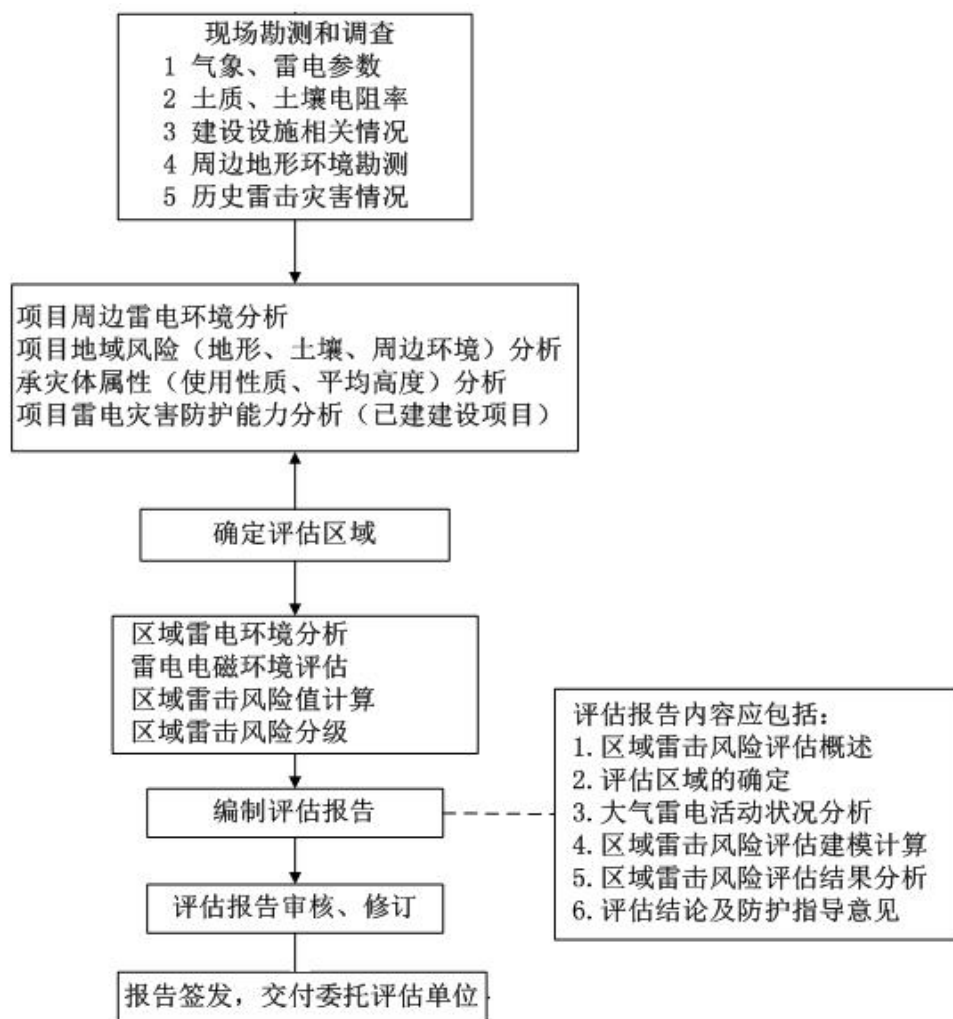 现场勘测和调查
1 气象、雷电参数
2 土质、土壤电阻率
3 建设设施相关情况
4 周边地形环境勘测
5 历史雷击灾害情况
项目周边雷电环境分析
项目地域风险（地形、土壤、周边环境）分析
承灾体属性（使用性质、平均高度）分析
项目雷电灾害防护能力分析（已建建设项目）
确定评估区域
区域雷电环境分析
雷电电磁环境评估
区域雷击风险值计算
区域雷击风险分级
编制评估报告
评估报告内容应包括：
1.区域雷击风险评估概述
2.评估区域的确定
3.大气雷电活动状况分析
4.区域雷击风险评估建模计算
5.区域雷击风险评估结果分析
6.评估结论及防护指导意见
评估报告审核、修订
报告签发，交付委托评估单位